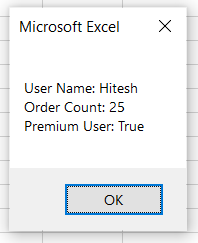 Microsoft Excel
User Name: Hitesh
Order Count: 25
Premium User: True
OK